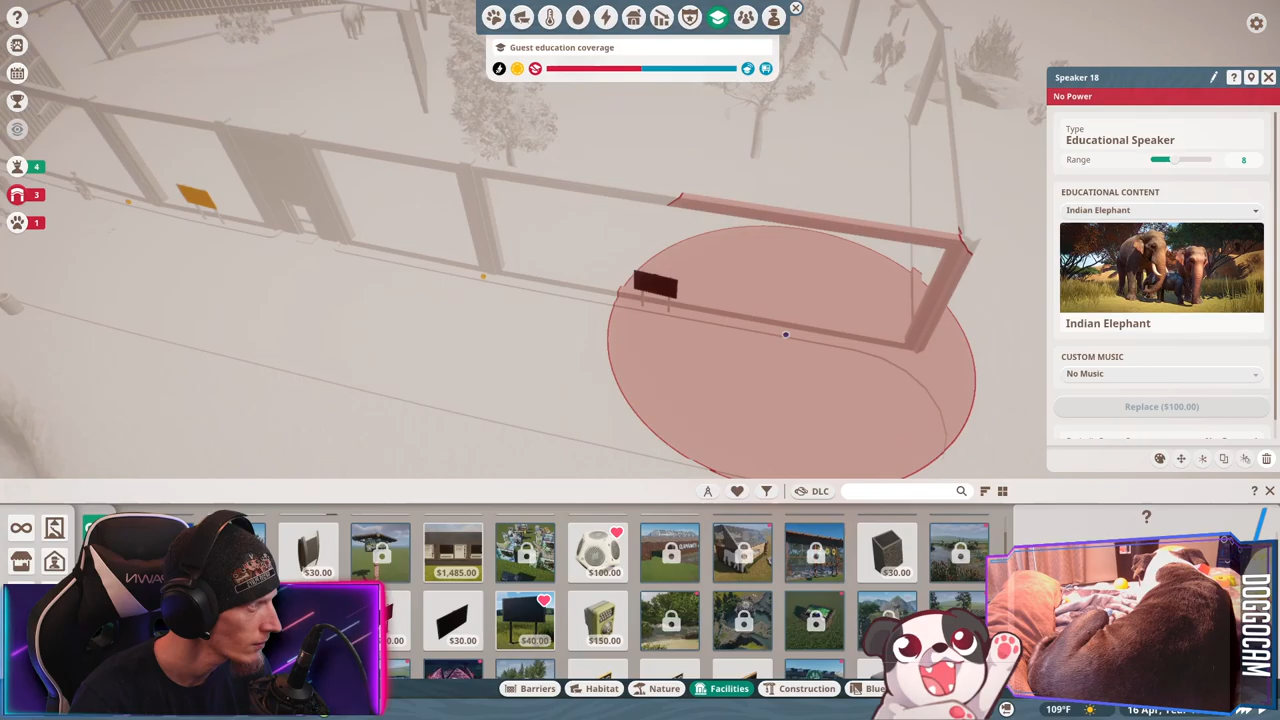 ?
Guest education coverage
4
3
1
Speaker 18
?
No Power
Type
Educational Speaker
Range
8
EDUCATIONAL CONTENT
Indian Elephant
Indian Elephant
CUSTOM MUSIC
No Music
Replace ($100.00)
DLC
?
?
$30.00
$1,485.00
$100.00
$30.00
$30.00
$40.00
$150.00
Barriers
Habitat
Nature
Facilities
Construction
Blue
109°F
16 Apr,
DOGGOCAM